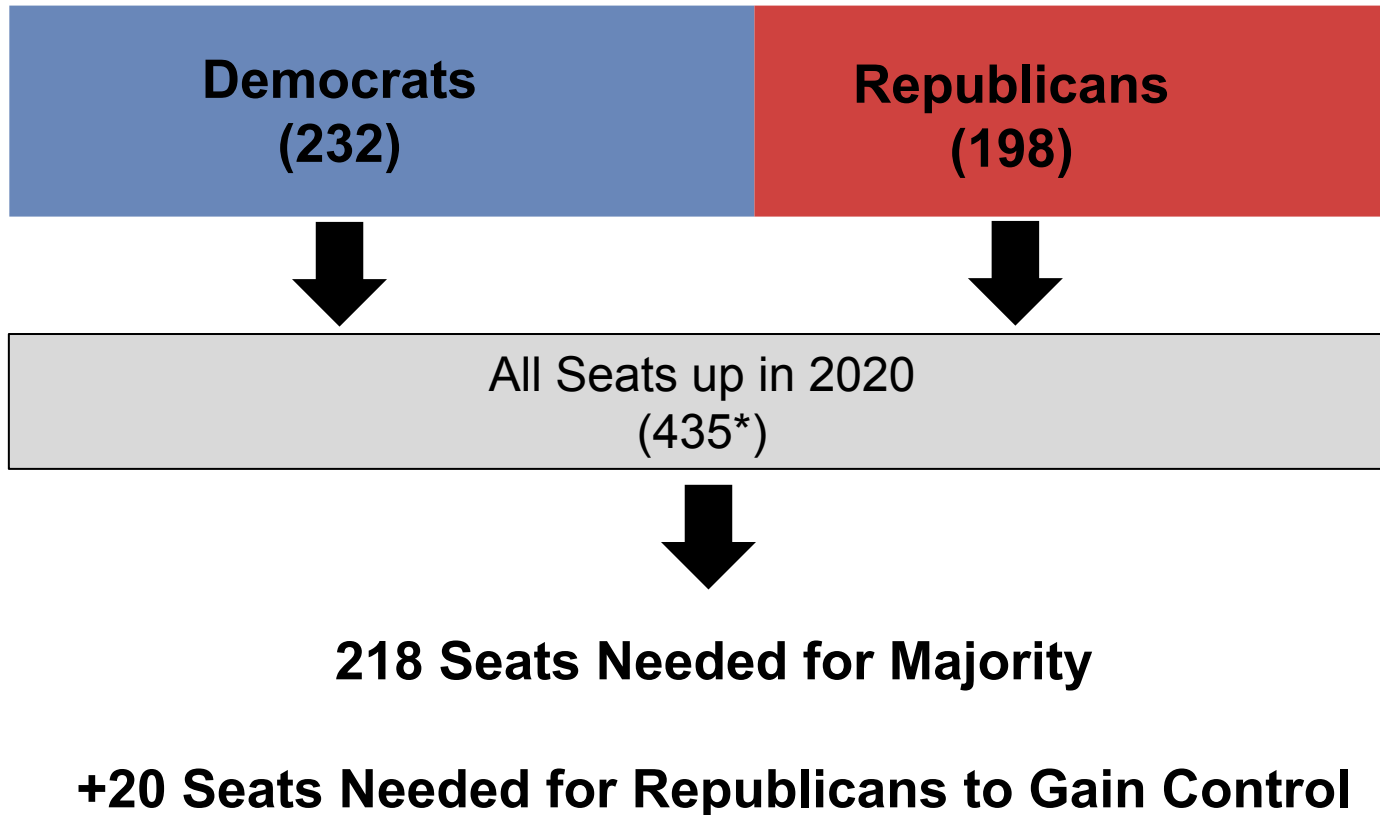 Democrats
(232)
Republicans
(198)
All Seats up in 2020
(435*)
218 Seats Needed for Majority
+20 Seats Needed for Republicans to Gain Control